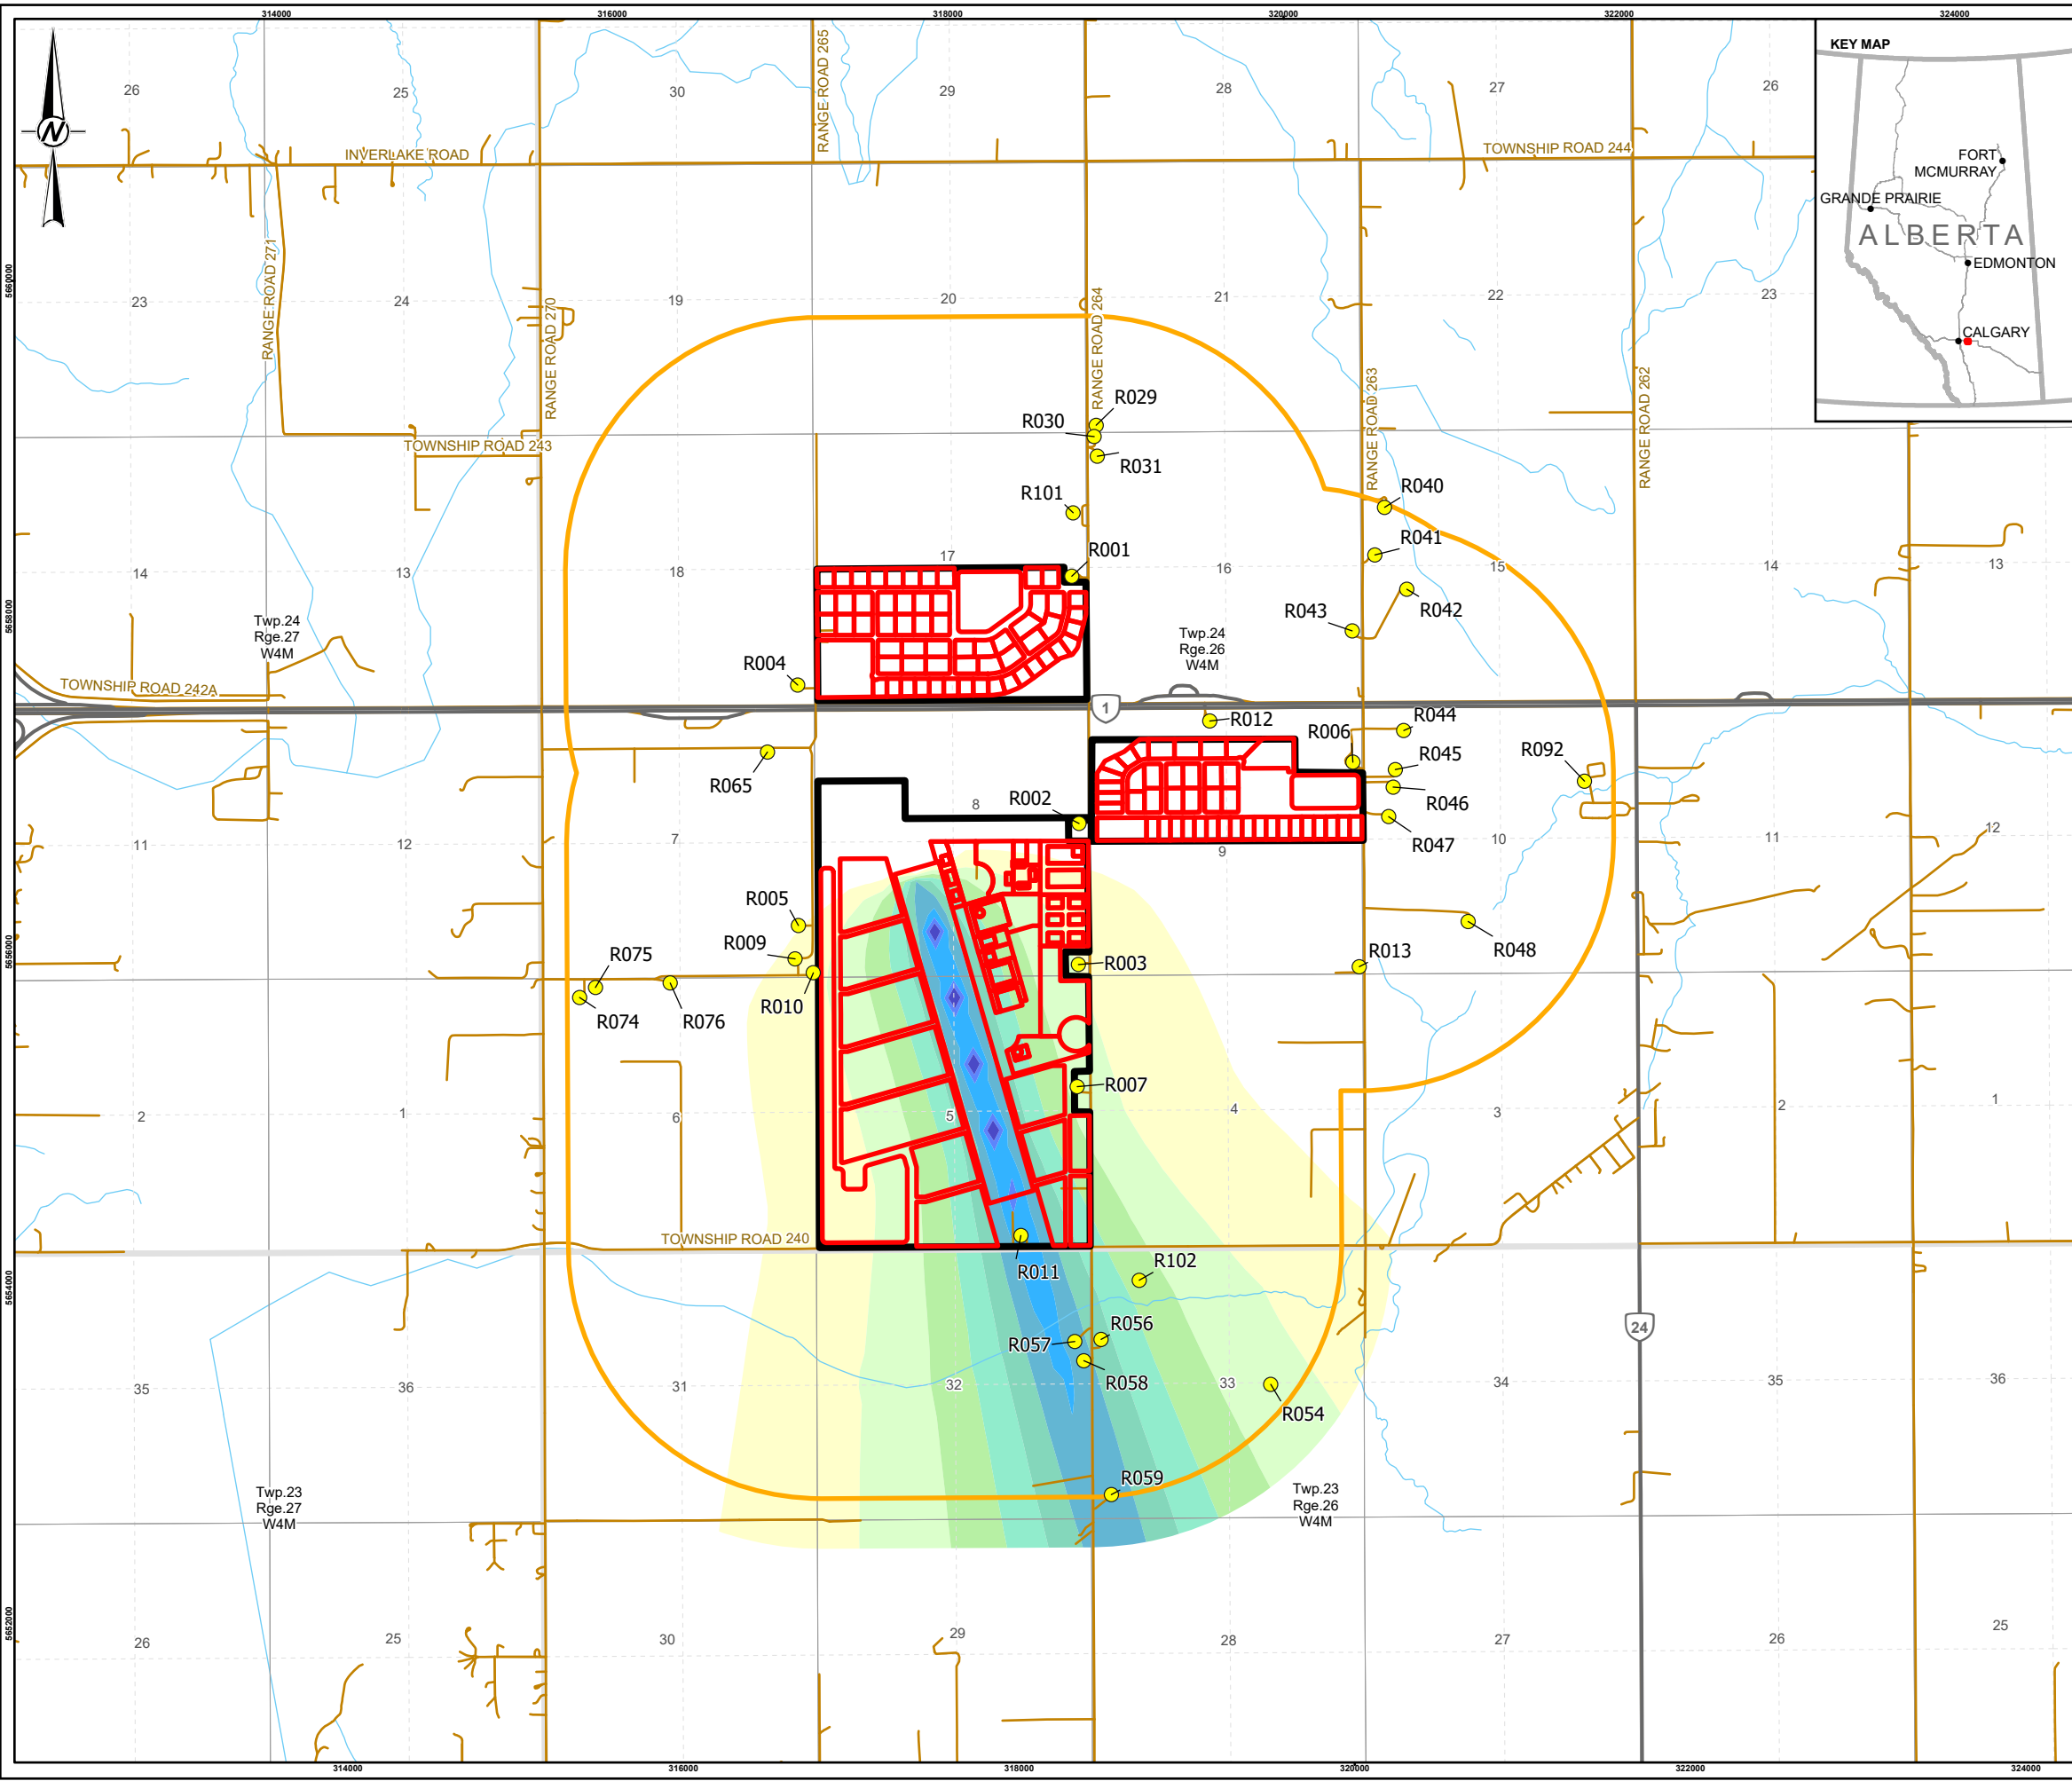 314000
316000
318000
320000
322000
324000
KEY MAP
FORT
MCMURRAY
GRANDE PRAIRIE
ALBERTA
EDMONTON
CALGARY
N
26
25
30
29
28
27
26
RANGE ROAD 265
INVERLAKE ROAD
TOWNSHIP ROAD 244
RANGE ROAD 271
RANGE ROAD 270
RANGE ROAD 264
RANGE ROAD 263
RANGE ROAD 262
5660000
23
24
19
20
21
22
23
TOWNSHIP ROAD 243
R029
R030
R031
R101
R040
R001
R041
14
13
18
17
16
15
14
13
R042
R043
5658000
Twp.24
Rge.27
W4M
Twp.24
Rge.26
W4M
R004
TOWNSHIP ROAD 242A
1
R012
R006
R044
R045
R092
R065
R046
R002
R047
11
12
7
8
9
10
11
12
R005
R009
R075
R003
R013
R048
5656000
R074
R076
R010
R007
2
1
6
5
4
3
2
1
TOWNSHIP ROAD 240
R011
R102
5654000
R057
R056
R058
24
35
36
31
32
33
34
35
36
R054
R059
Twp.23
Rge.27
W4M
Twp.23
Rge.26
W4M
5652000
26
25
30
29
28
27
26
25
314000
316000
318000
320000
322000
324000